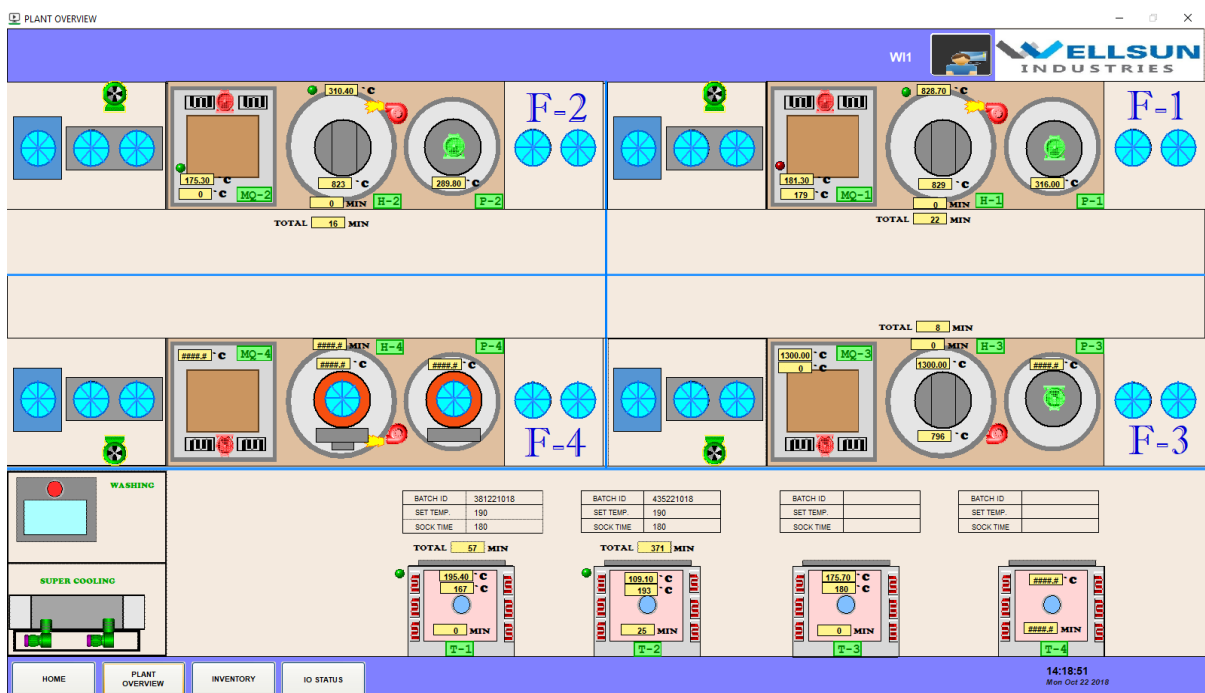 PLANT OVERVIEW
WI1
WELLSUN
INDUSTRIES
310.40 °C
F-2
175.30 °C
0 °C MQ-2
823 °C
0 MIN H-2
289.80 °C
P-2
TOTAL 16 MIN
828.70 °C
F-1
181.30 °C
179 °C MQ-1
829 °C
0 MIN H-1
316.00 °C
P-1
TOTAL 22 MIN
####.# °C MQ-4
####.# MIN H-4
####.# °C
P-4
####.# °C
F-4
TOTAL 8 MIN
1300.00 °C MQ-3
0 °C
0 MIN H-3
1300.00 °C
796 °C
P-3
####.# °C
F-3
WASHING
SUPER COOLING
BATCH ID 381221018
SET TEMP. 190
SOCK TIME 180
TOTAL 57 MIN
195.40 °C
167 °C
0 MIN
T-1
BATCH ID 435221018
SET TEMP. 190
SOCK TIME 180
TOTAL 371 MIN
109.10 °C
193 °C
25 MIN
T-2
BATCH ID
SET TEMP.
SOCK TIME
175.70 °C
180 °C
0 MIN
T-3
BATCH ID
SET TEMP.
SOCK TIME
####.# °C
####.# MIN
T-4
HOME
PLANT
OVERVIEW
INVENTORY
IO STATUS
14:18:51
Mon Oct 22 2018